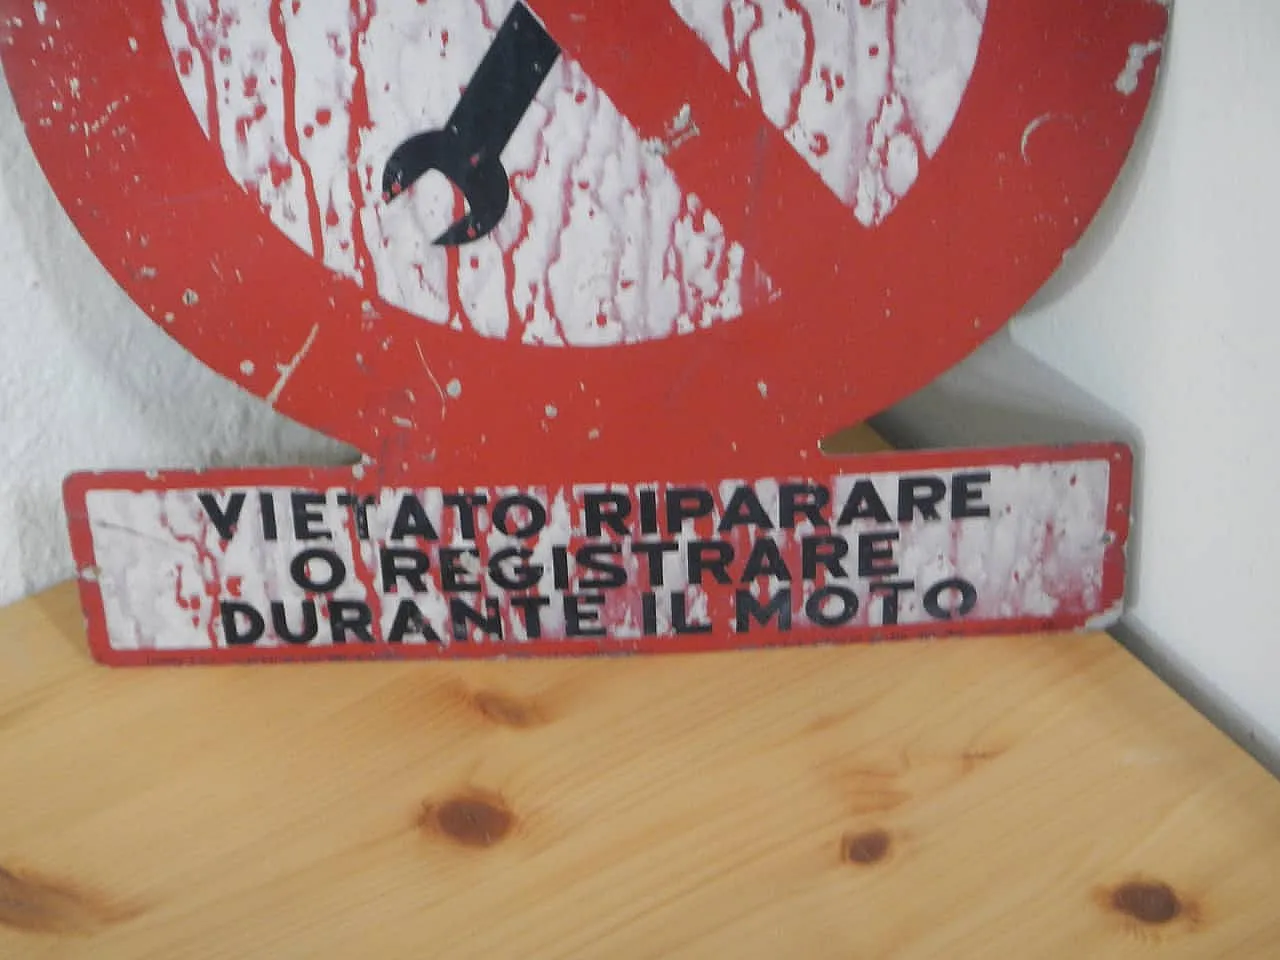 VIETATO RIPARARE
O REGISTRARE
DURANTE IL MOTO